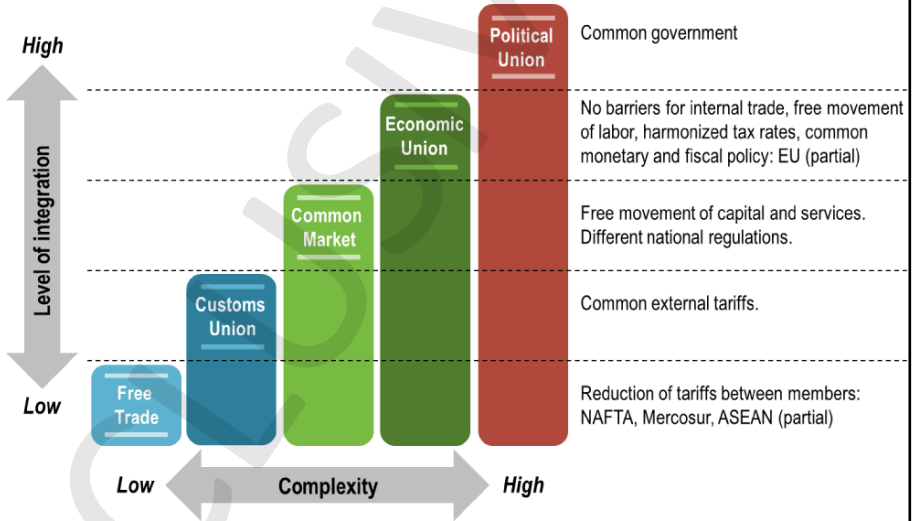 High
Level of integration
Low
Political
Union
Common government
Economic
Union
No barriers for internal trade, free movement
of labor, harmonized tax rates, common
monetary and fiscal policy: EU (partial)
Common
Market
Free movement of capital and services.
Different national regulations.
Customs
Union
Common external tariffs.
Free
Trade
Reduction of tariffs between members:
NAFTA, Mercosur, ASEAN (partial)
Low
Complexity
High